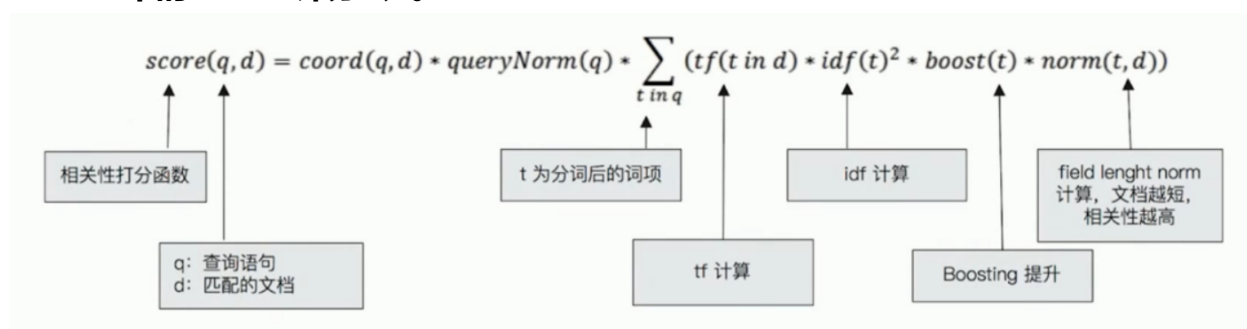 score(q,d) = coord(q,d) * queryNorm(q) * ∑ (tf(t in d) * idf(t)² * boost(t) * norm(t,d))
t in q
相关性打分函数
t 为分词后的词项
idf 计算
field lenght norm
计算，文档越短，
相关性越高
q：查询语句
d：匹配的文档
tf 计算
Boosting 提升